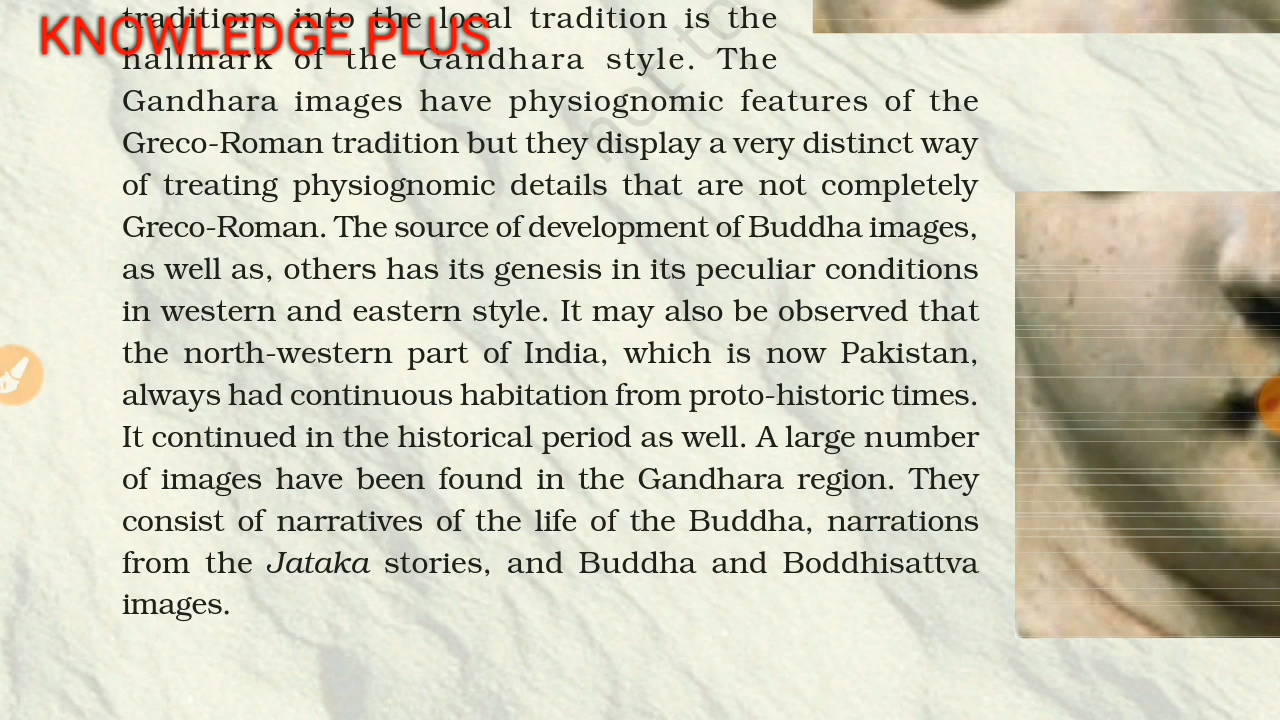 traditions into the local tradition is the
KNOWLEDGE PLUS
hallmark of the Gandhara style. The
Gandhara images have physiognomic features of the
Greco-Roman tradition but they display a very distinct way
of treating physiognomic details that are not completely
Greco-Roman. The source of development of Buddha images,
as well as, others has its genesis in its peculiar conditions
in western and eastern style. It may also be observed that
the north-western part of India, which is now Pakistan,
always had continuous habitation from proto-historic times.
It continued in the historical period as well. A large number
of images have been found in the Gandhara region. They
consist of narratives of the life of the Buddha, narrations
from the Jataka stories, and Buddha and Boddhisattva
images.
not to